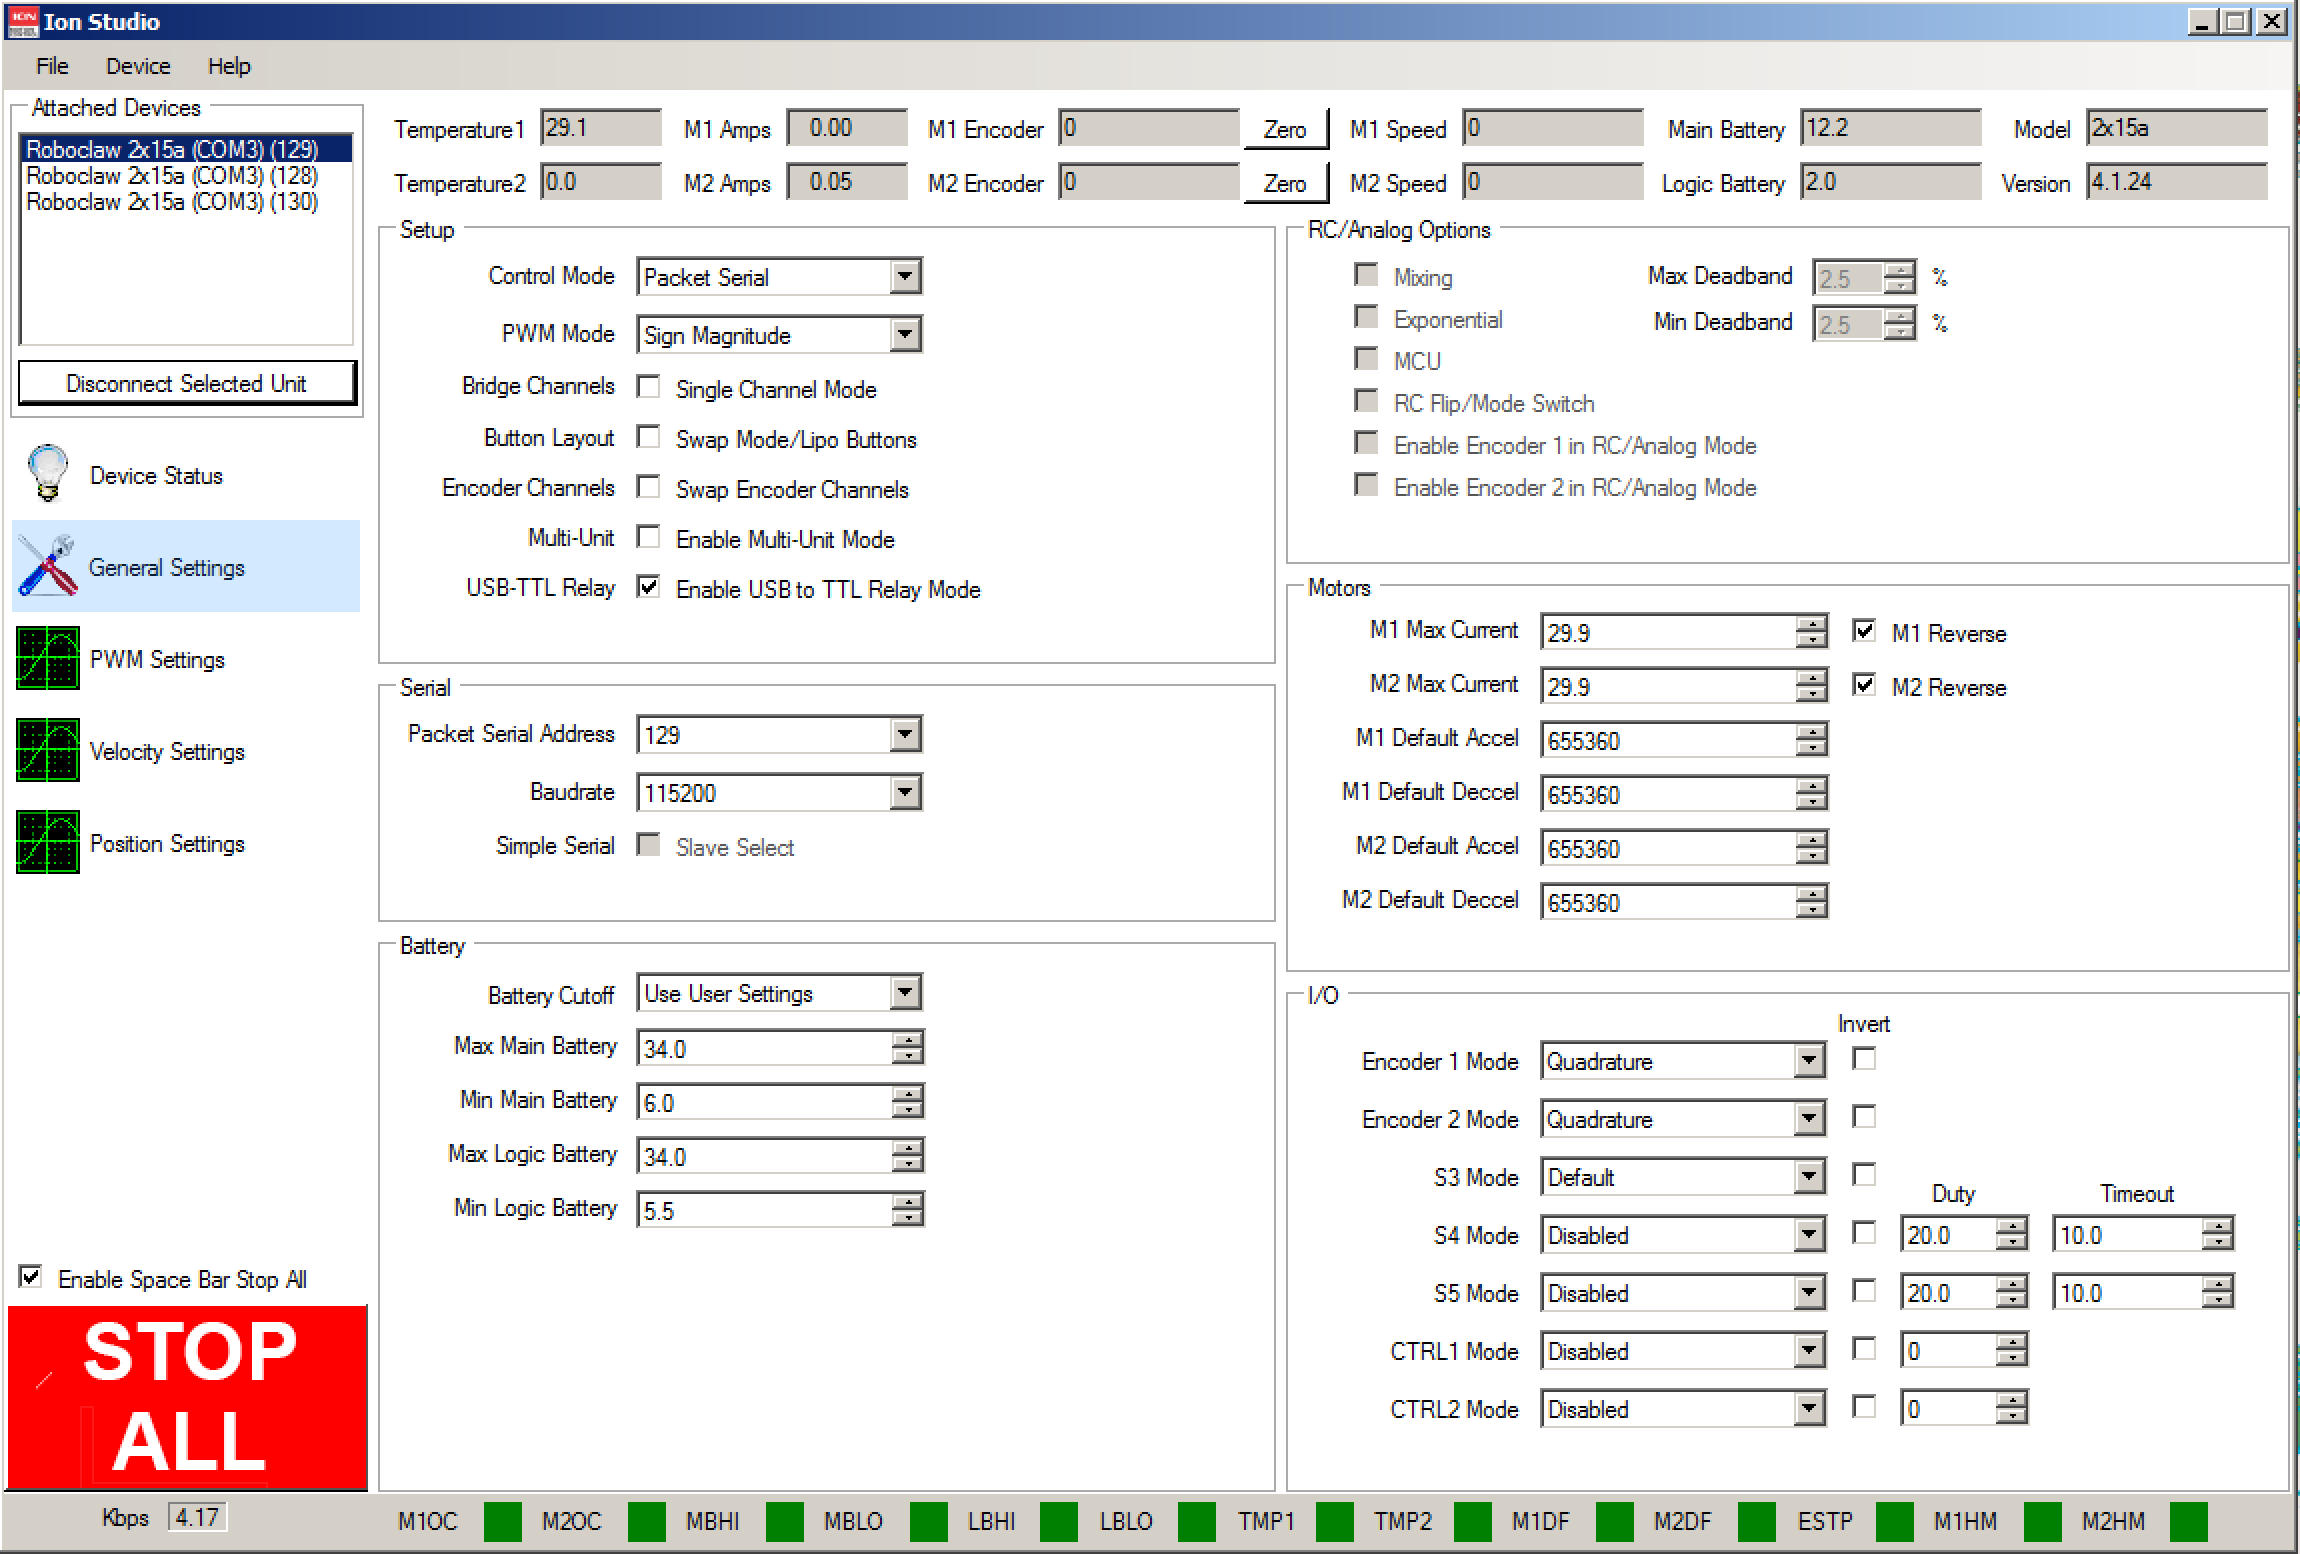 ION
Ion Studio
File Device Help
Attached Devices
Roboclaw 2x15a (COM3) (129)
Roboclaw 2x15a (COM3) (128)
Roboclaw 2x15a (COM3) (130)
Disconnect Selected Unit
Device Status
General Settings
PWM Settings
Velocity Settings
Position Settings
Enable Space Bar Stop All
STOP
ALL
Temperature1 29.1 M1 Amps 0.00 M1 Encoder 0 Zero M1 Speed 0 Main Battery 12.2 Model 2x15a
Temperature2 0.0 M2 Amps 0.05 M2 Encoder 0 Zero M2 Speed 0 Logic Battery 2.0 Version 4.1.24
Setup
Control Mode Packet Serial
PWM Mode Sign Magnitude
Bridge Channels Single Channel Mode
Button Layout Swap Mode/Lipo Buttons
Encoder Channels Swap Encoder Channels
Multi-Unit Enable Multi-Unit Mode
USB-TTL Relay Enable USB to TTL Relay Mode
Serial
Packet Serial Address 129
Baudrate 115200
Simple Serial Slave Select
Battery
Battery Cutoff Use User Settings
Max Main Battery 34.0
Min Main Battery 6.0
Max Logic Battery 34.0
Min Logic Battery 5.5
RC/Analog Options
Mixing Max Deadband 2.5 %
Exponential Min Deadband 2.5 %
MCU
RC Flip/Mode Switch
Enable Encoder 1 in RC/Analog Mode
Enable Encoder 2 in RC/Analog Mode
Motors
M1 Max Current 29.9 M1 Reverse
M2 Max Current 29.9 M2 Reverse
M1 Default Accel 655360
M1 Default Deccel 655360
M2 Default Accel 655360
M2 Default Deccel 655360
I/O
Invert
Encoder 1 Mode Quadrature
Encoder 2 Mode Quadrature
S3 Mode Default
Duty Timeout
S4 Mode Disabled 20.0 10.0
S5 Mode Disabled 20.0 10.0
CTRL1 Mode Disabled 0
CTRL2 Mode Disabled 0
Kbps 4.17 M1OC M2OC MBHI MBLO LBHI LBLO TMP1 TMP2 M1DF M2DF ESTP M1HM M2HM